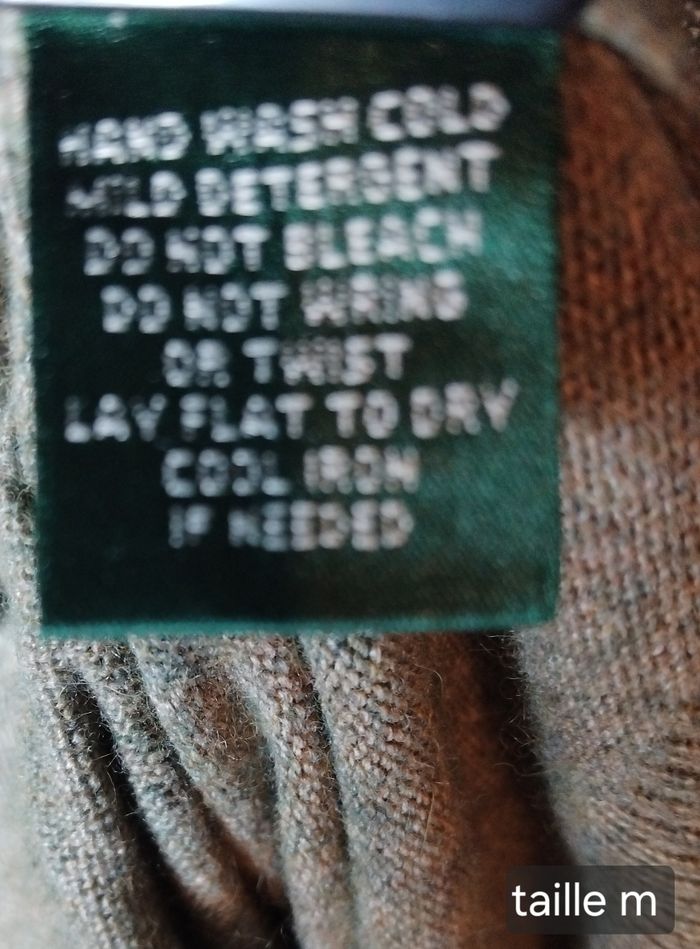 HAND WASH COLD
MILD DETERGENT
DO NOT BLEACH
DO NOT WRING
OR TWIST
LAY FLAT TO DRY
COOL IRON
IF NEEDED
taille m